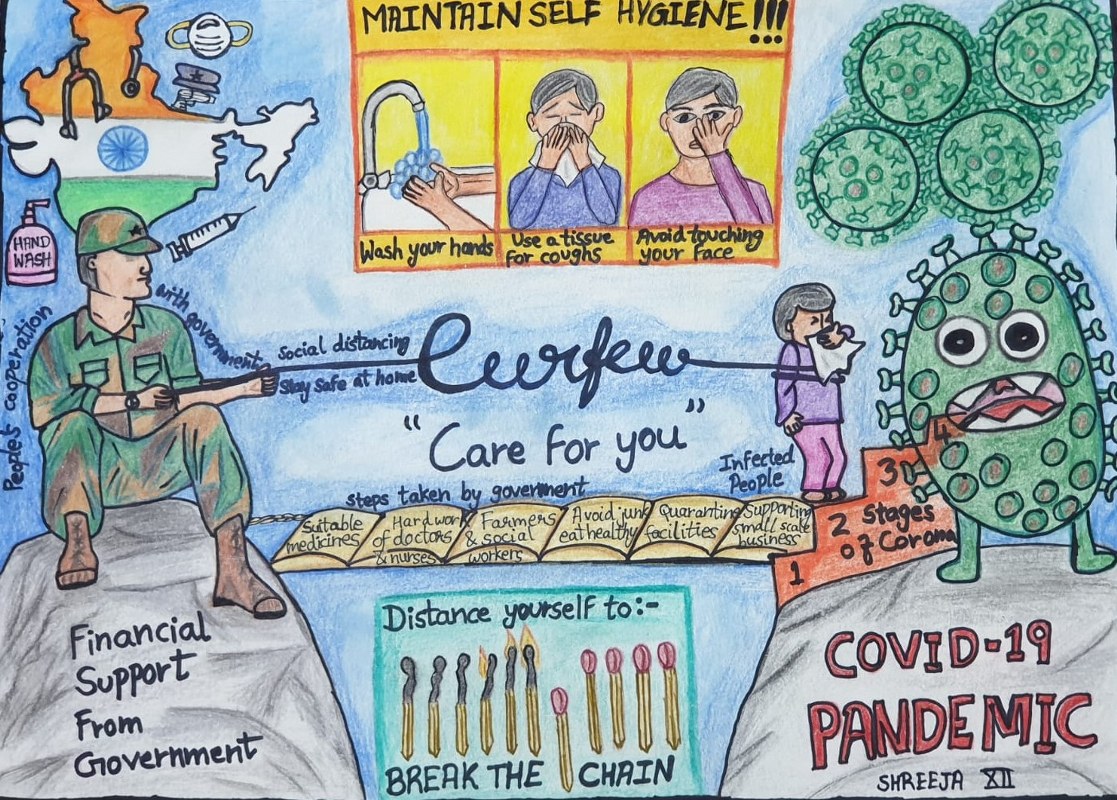 MAINTAIN SELF HYGIENE!!!
Wash your hands
Use a tissue
for coughs
Avoid touching
your face
HAND
WASH
People's cooperation
with government
social distancing
Stay safe at home
Curfew
"Care for you"
Infected
People
steps taken by government
Suitable
medicines
Hard work
of doctors
& nurses
Farmers
& social
workers
Avoid junk
eat healthy
Quarantine
facilities
Supporting
small scale
business
1
2
3
4
Stages
of Corona
Financial
Support
From
Government
Distance yourself to:-
BREAK THE CHAIN
COVID-19
PANDEMIC
SHREEJA XII